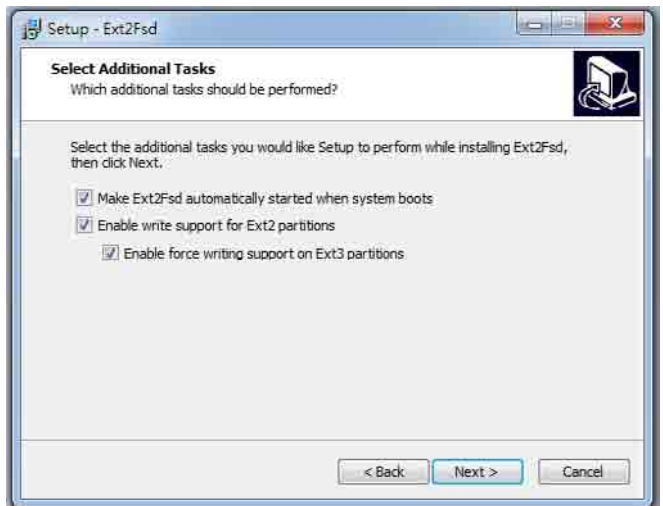 Setup - Ext2Fsd
Select Additional Tasks
Which additional tasks should be performed?
Select the additional tasks you would like Setup to perform while installing Ext2Fsd,
then click Next.
Make Ext2Fsd automatically started when system boots
Enable write support for Ext2 partitions
Enable force writing support on Ext3 partitions
< Back
Next >
Cancel